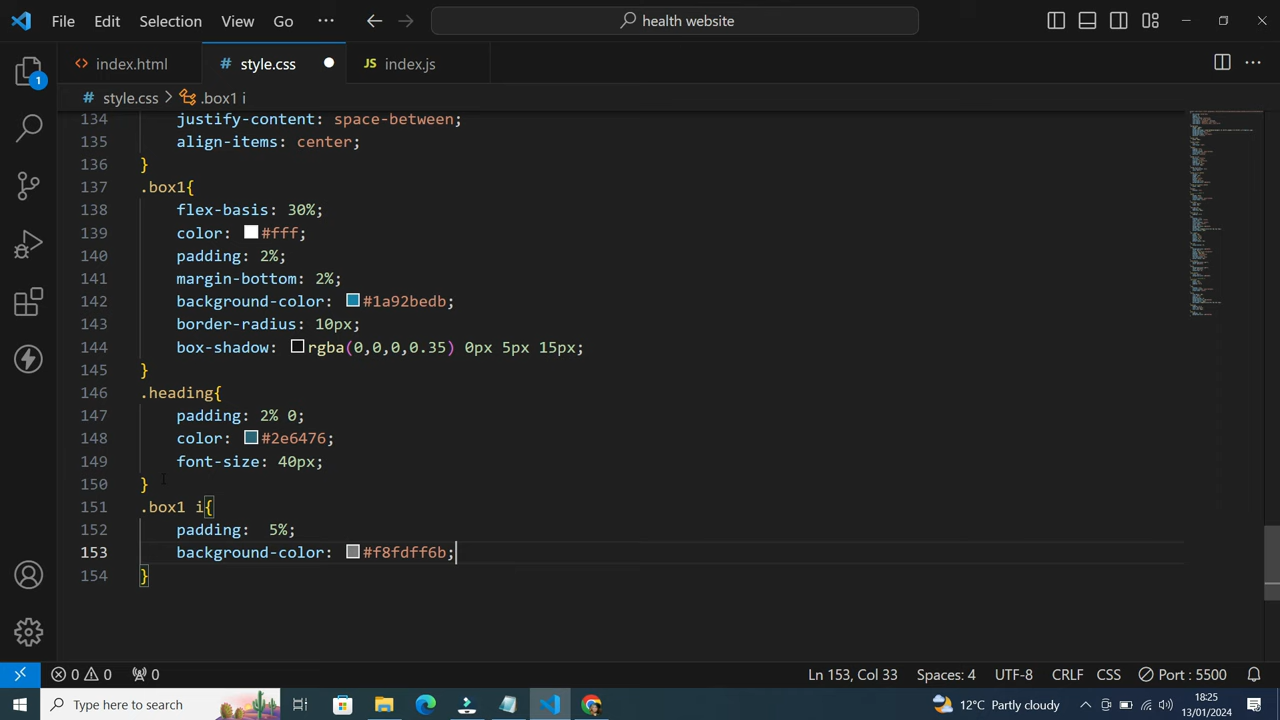 File Edit Selection View Go ··· health website
index.html # style.css JS index.js
# style.css > .box1 i
134 justify-content: space-between;
135 align-items: center;
136 }
137 .box1{
138 flex-basis: 30%;
139 color: #fff;
140 padding: 2%;
141 margin-bottom: 2%;
142 background-color: #1a92bedb;
143 border-radius: 10px;
144 box-shadow: rgba(0,0,0,0.35) 0px 5px 15px;
145 }
146 .heading{
147 padding: 2% 0;
148 color: #2e6476;
149 font-size: 40px;
150 }
151 .box1 i{
152 padding:  5%;
153 background-color: #f8fdff6b;
154 }
1
0 0 0 Ln 153, Col 33 Spaces: 4 UTF-8 CRLF CSS Port : 5500
Type here to search 12°C Partly cloudy 18:25
13/01/2024